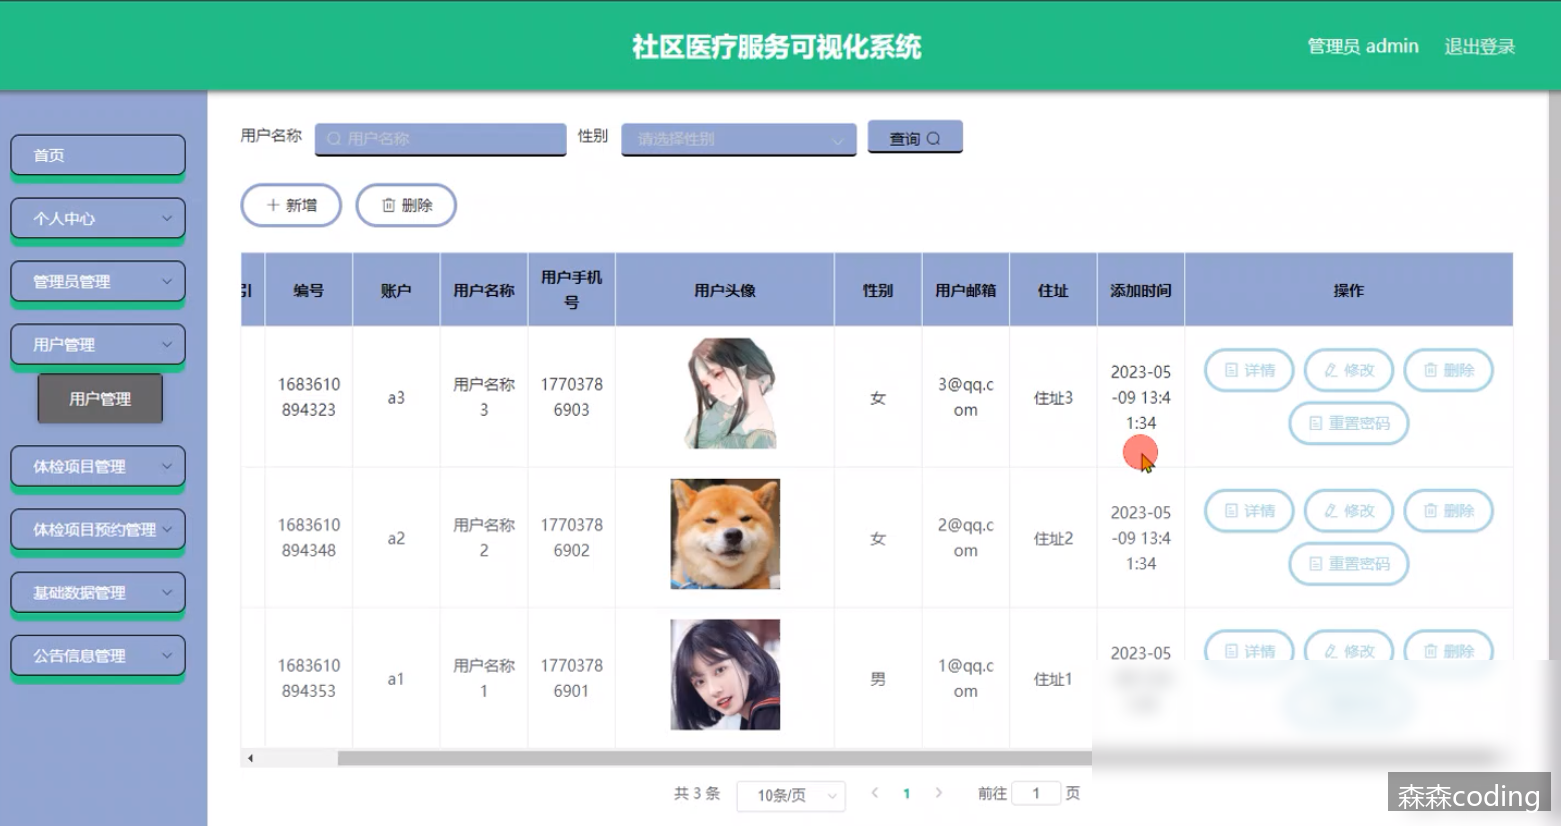 社区医疗服务可视化系统
管理员 admin 退出登录
首页
个人中心
管理员管理
用户管理
用户管理
体检项目管理
体检项目预约管理
基础数据管理
公告信息管理
用户名称 用户名称 性别 请选择性别 查询
新增 删除
引 编号 账户 用户名称 用户手机号 用户头像 性别 用户邮箱 住址 添加时间 操作
1683610894323 a3 用户名称3 17703786903 女 3@qq.com 住址3 2023-05-09 13:41:34 详情 修改 删除 重置密码
1683610894348 a2 用户名称2 17703786902 女 2@qq.com 住址2 2023-05-09 13:41:34 详情 修改 删除 重置密码
1683610894353 a1 用户名称1 17703786901 男 1@qq.com 住址1 2023-05 详情 修改 删除
共 3 条 10条/页 1 前往 1 页
森森coding